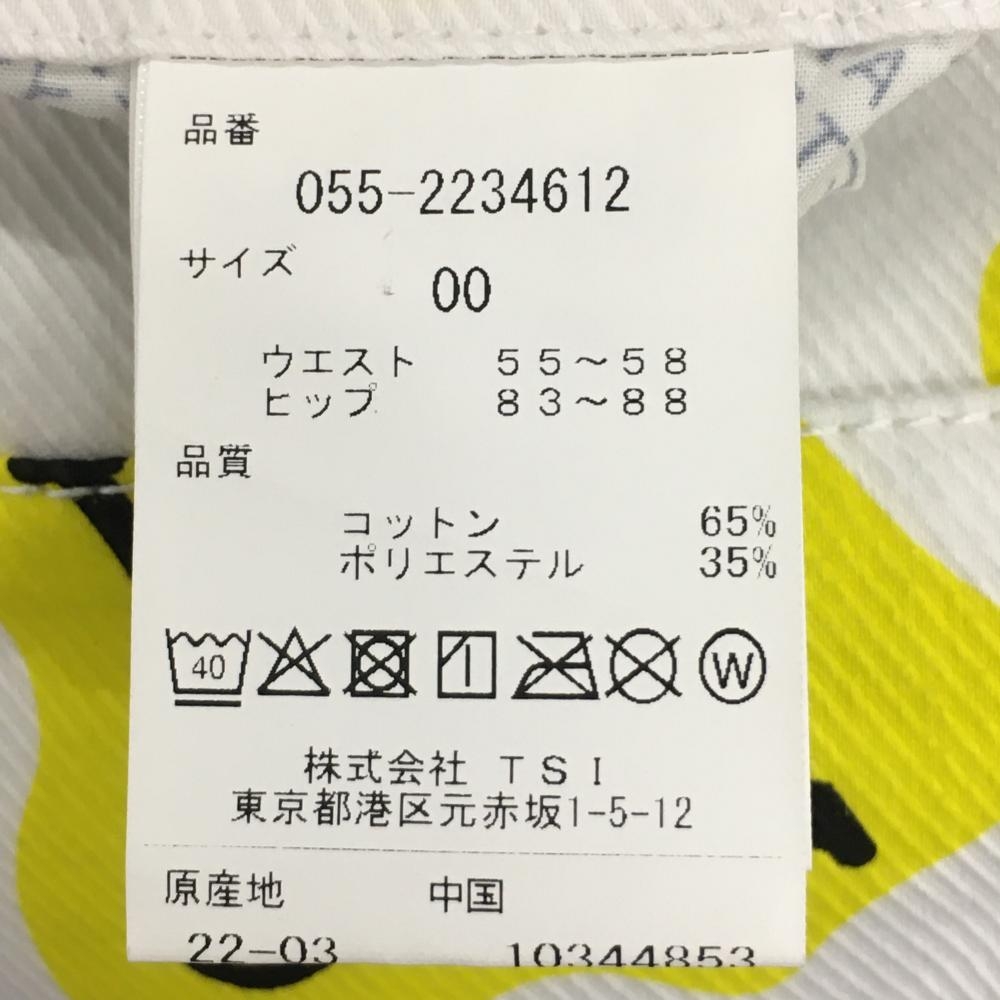 品番
055-2234612
サイズ
00
ウエスト 55～58
ヒップ 83～88
品質
コットン 65%
ポリエステル 35%
40
W
株式会社 TSI
東京都港区元赤坂1-5-12
原産地 中国
22-03 10344853